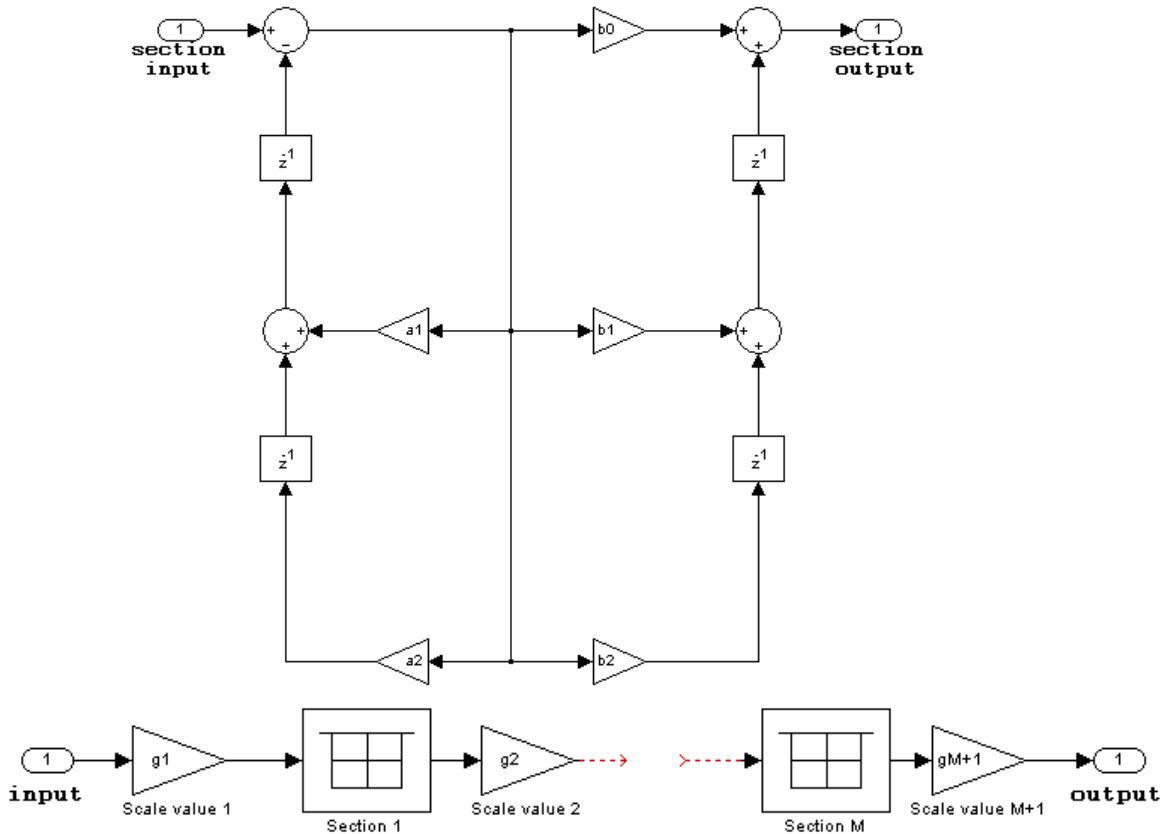 1
b0
1
section
input
section
output
z-1
z-1
a1
b1
z-1
z-1
a2
b2
1
g1
g2
gM+1
1
input
Scale value 1
Section 1
Scale value 2
Section M
Scale value M+1
output